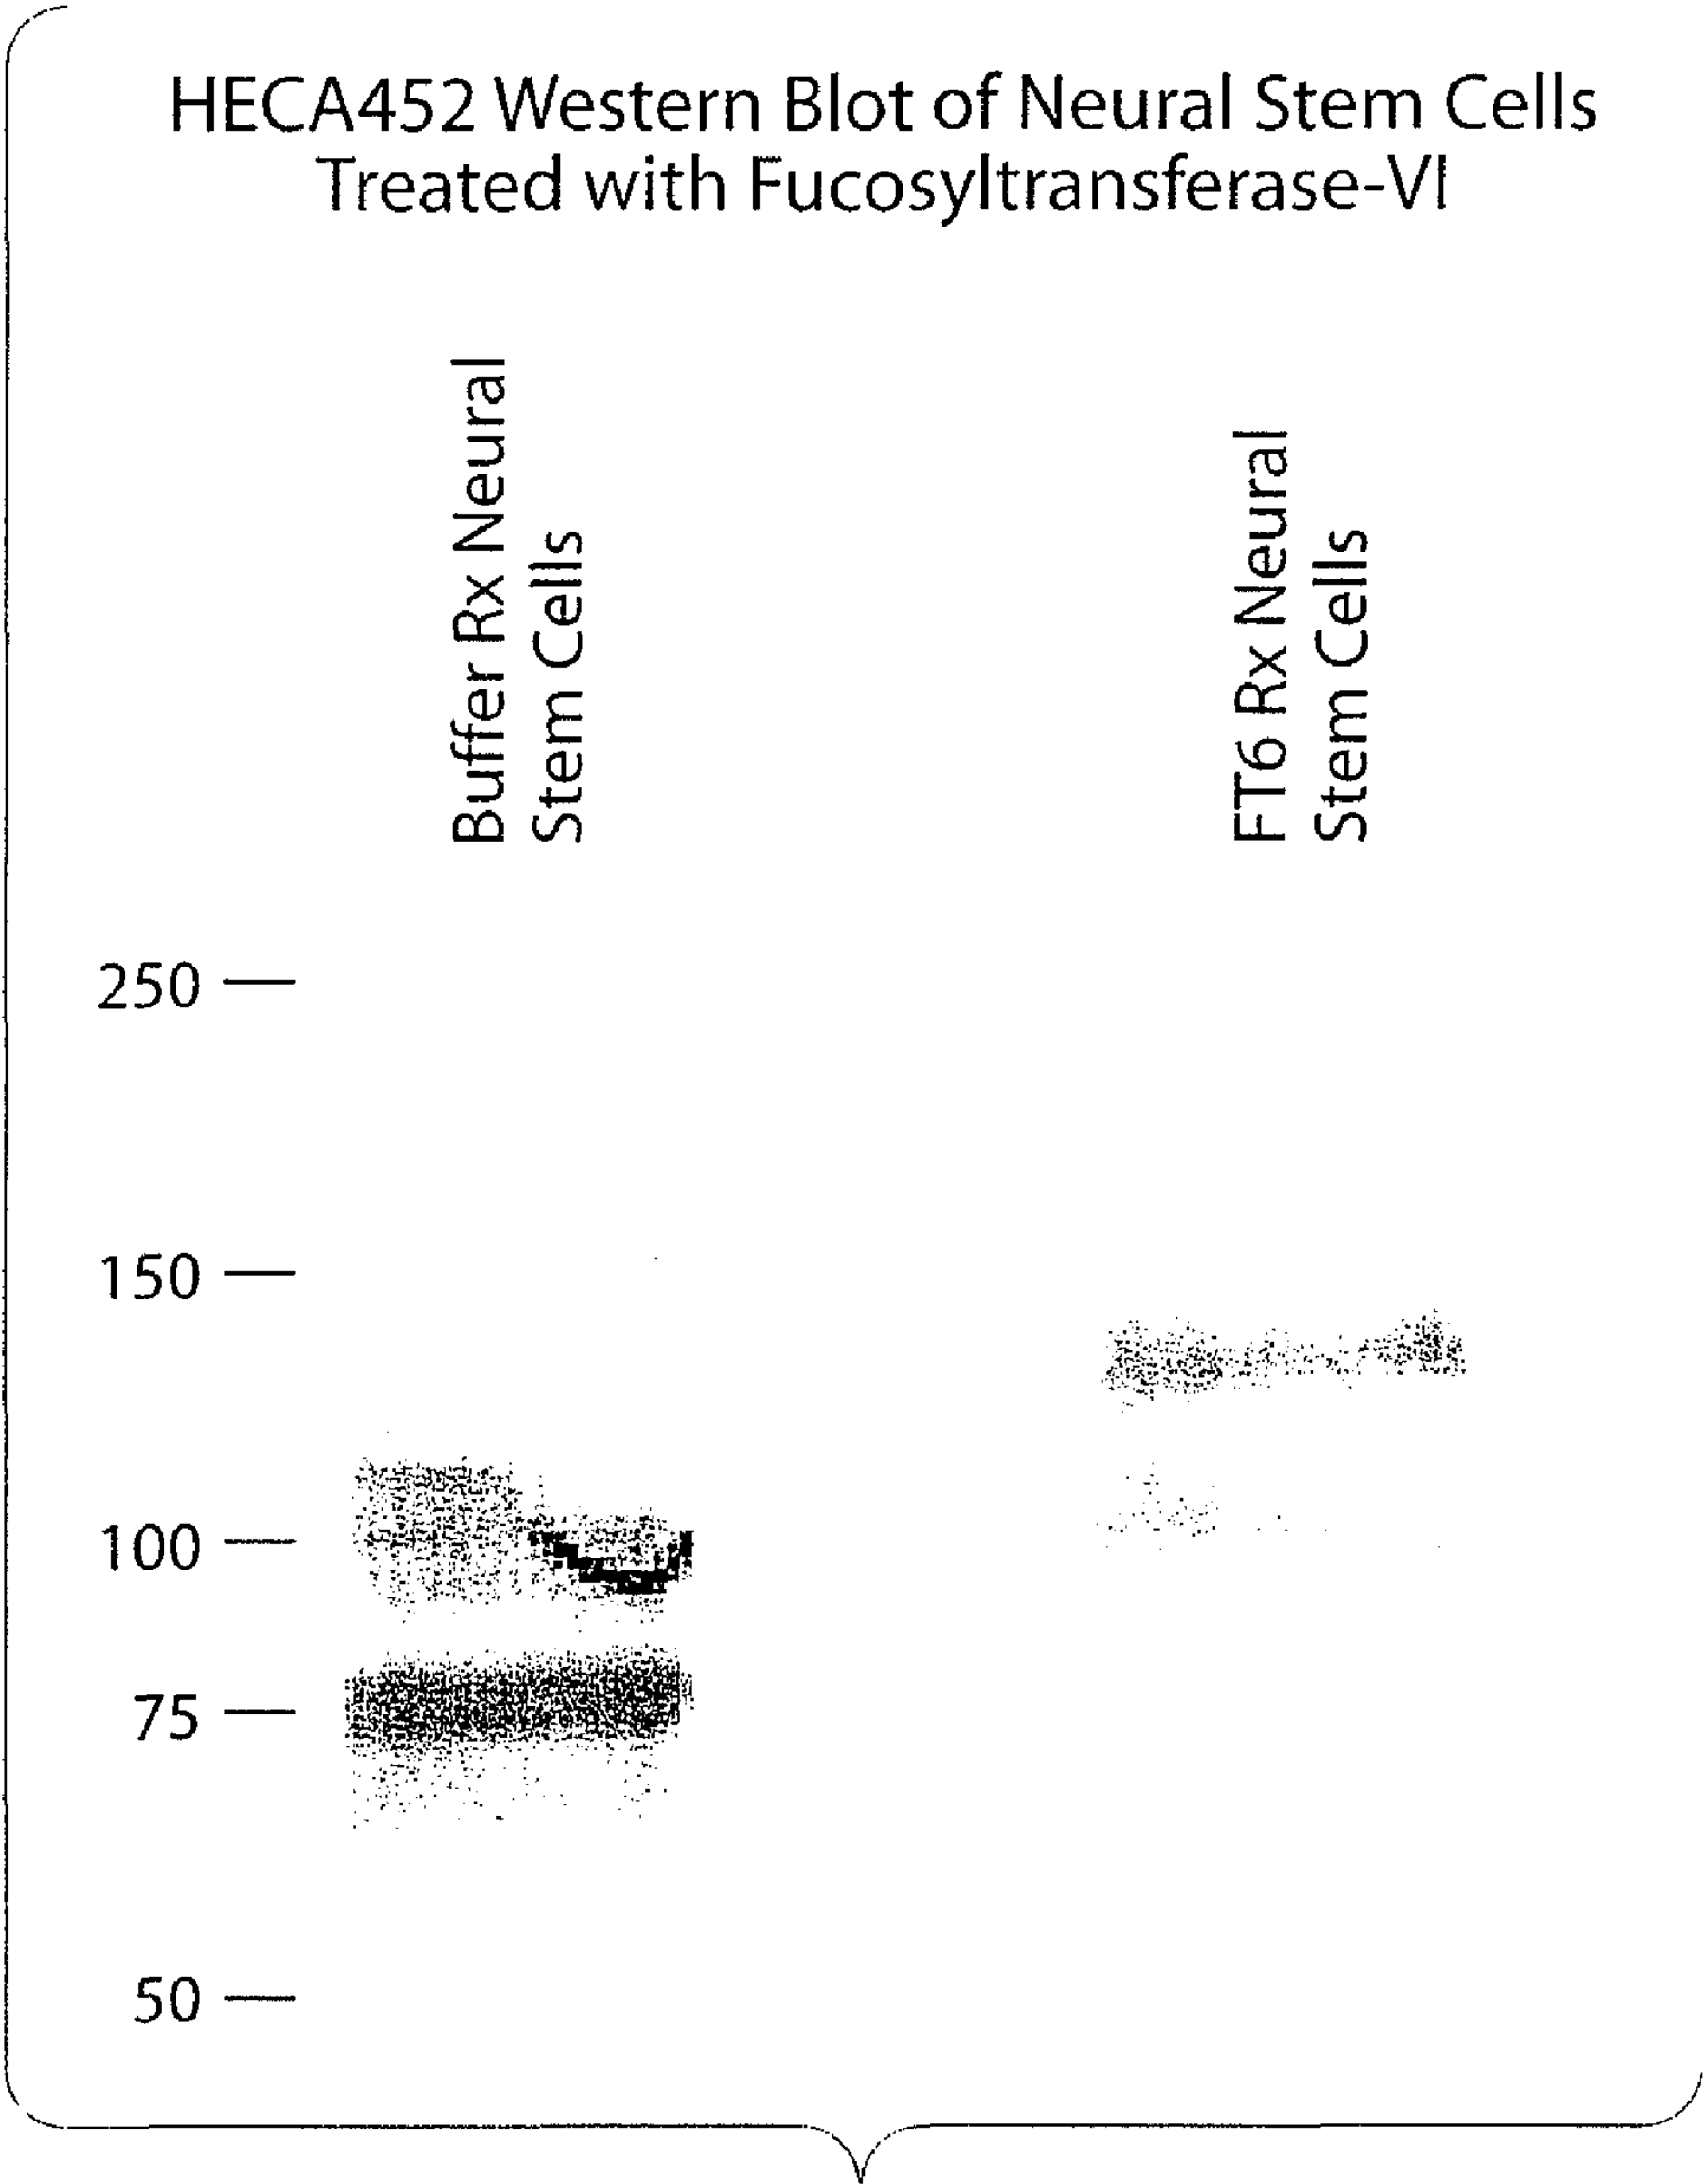 HECA452 Western Blot of Neural Stem Cells
Treated with Fucosyltransferase-VI
Buffer Rx Neural
Stem Cells
FT6 Rx Neural
Stem Cells
250
150
100
75
50